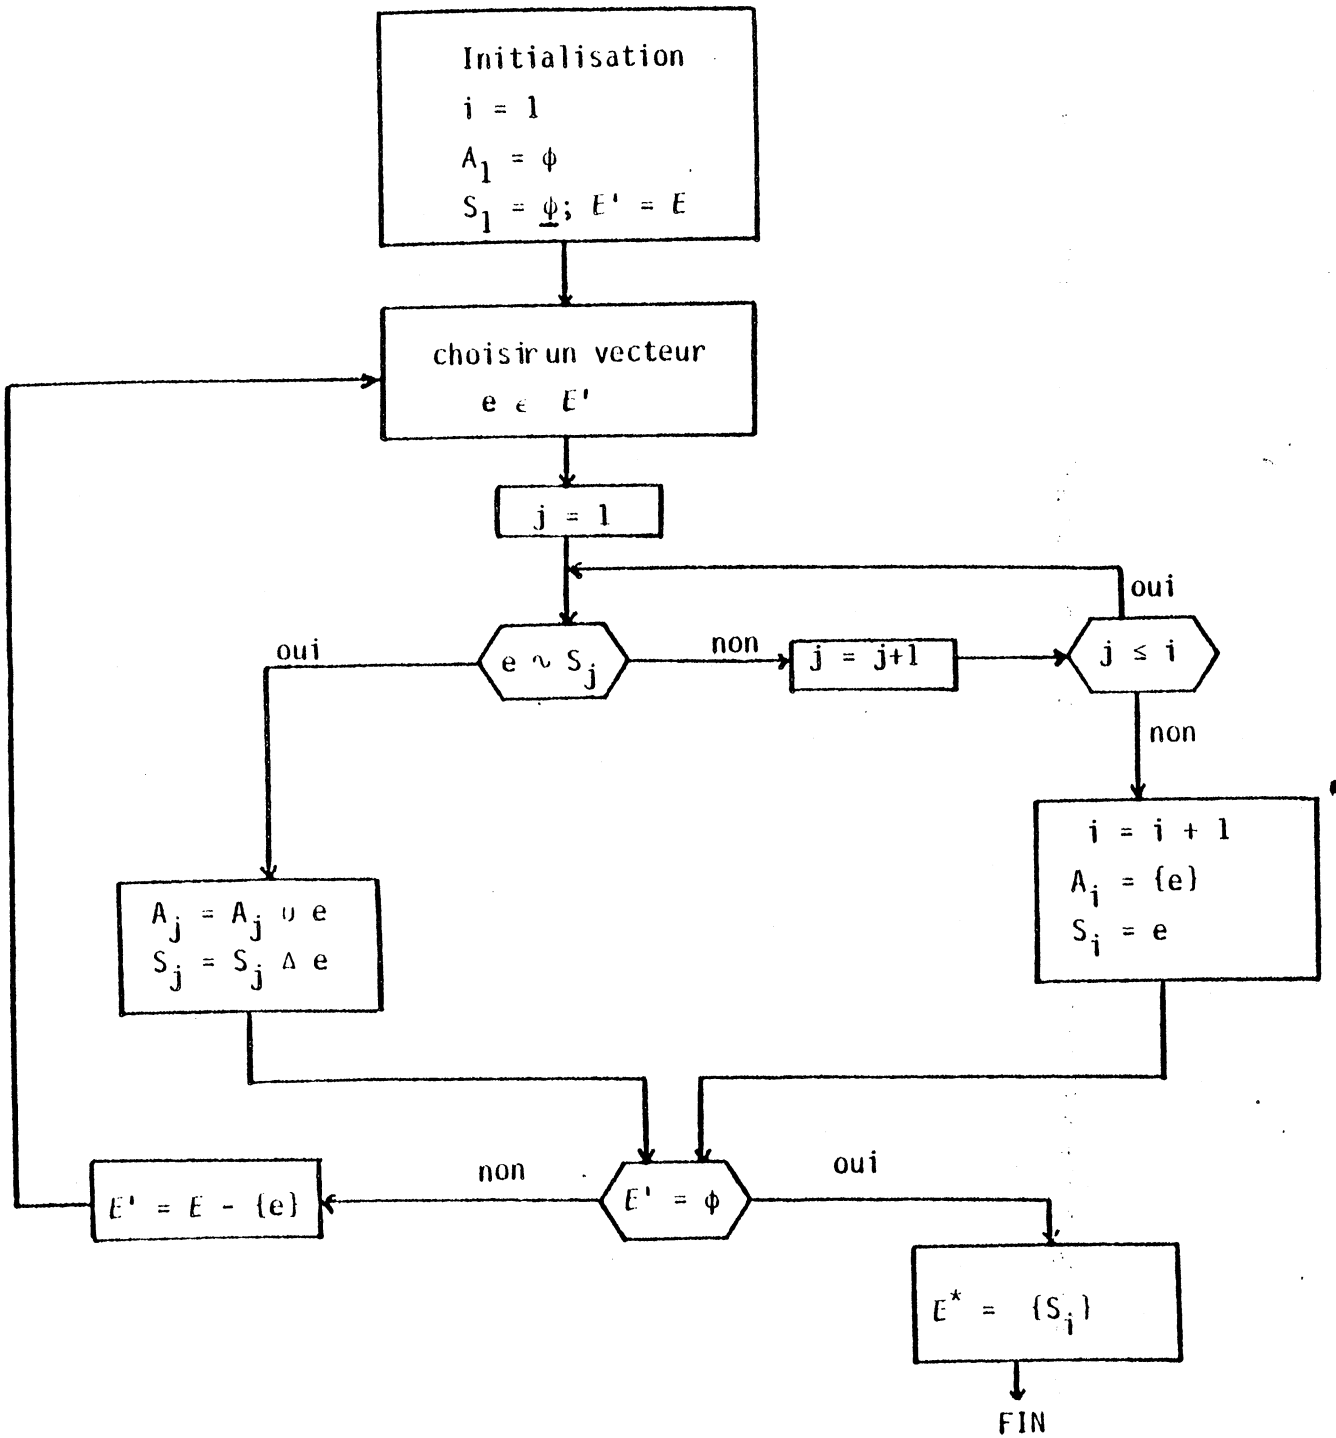 Initialisation
i = 1
A₁ = ϕ
S₁ = ϕ; E' = E
choisir un vecteur
e ϵ E'
j = 1
oui
e ~ Sⱼ
non
j = j+1
j ≤ i
oui
non
i = i + 1
Aᵢ = {e}
Sᵢ = e
Aⱼ = Aⱼ ∪ e
Sⱼ = Sⱼ Δ e
E' = E - {e}
non
E' = ϕ
oui
E* = {Sᵢ}
FIN